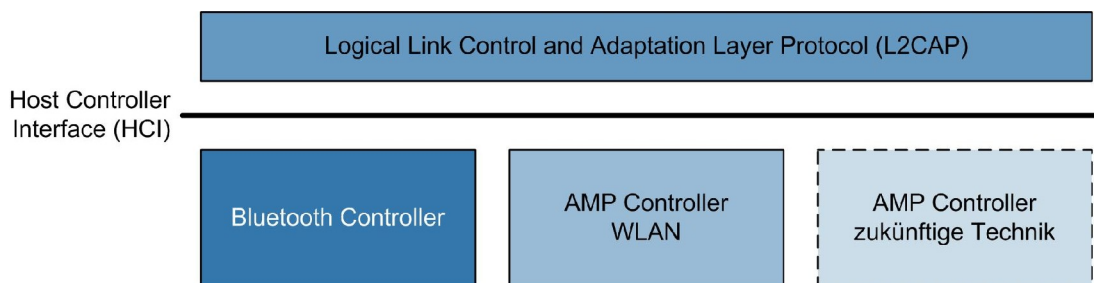 Logical Link Control and Adaptation Layer Protocol (L2CAP)
Host Controller
Interface (HCI)
Bluetooth Controller
AMP Controller
WLAN
AMP Controller
zukünftige Technik